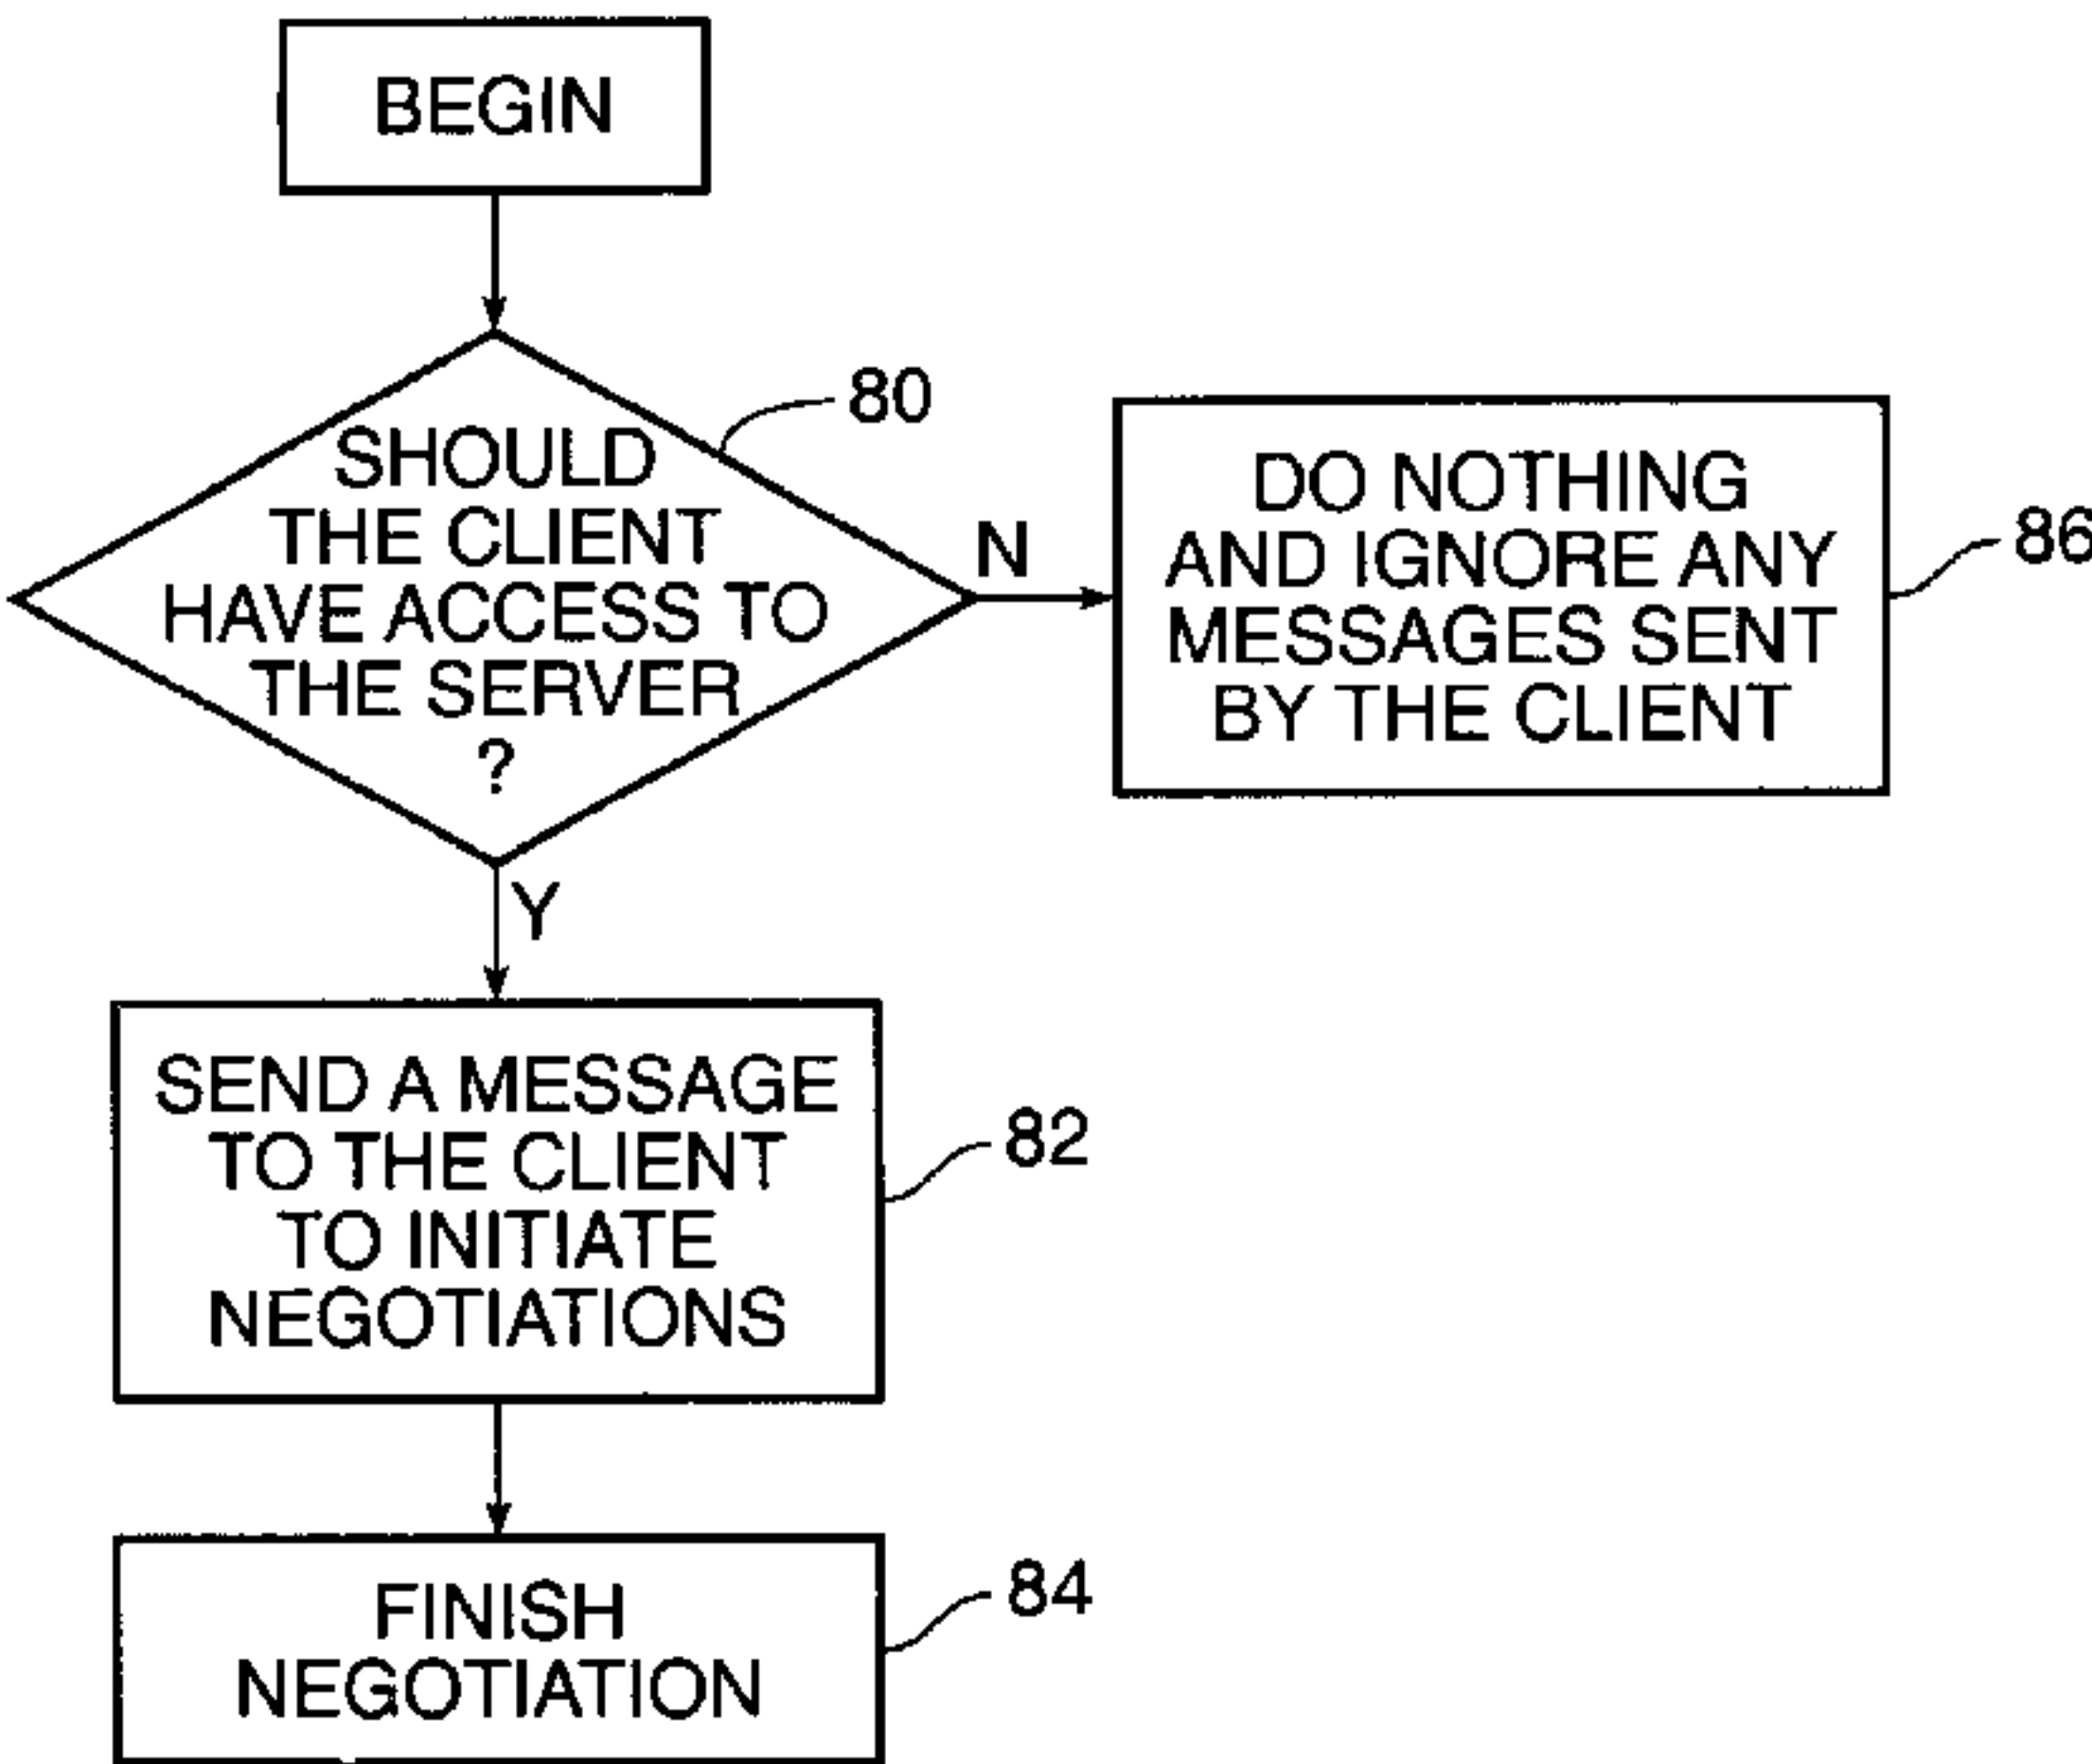 BEGIN
80
SHOULD
THE CLIENT
HAVE ACCESS TO
THE SERVER
?
N
DO NOTHING
AND IGNORE ANY
MESSAGES SENT
BY THE CLIENT
86
Y
SEND A MESSAGE
TO THE CLIENT
TO INITIATE
NEGOTIATIONS
82
FINISH
NEGOTIATION
84